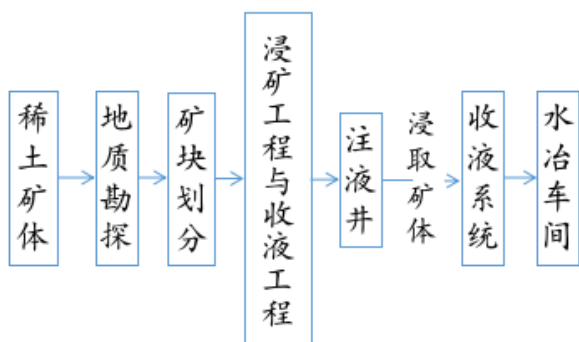 稀土矿体
地质勘探
矿块划分
浸矿工程与收液工程
注液井
浸取矿体
收液系统
水冶车间